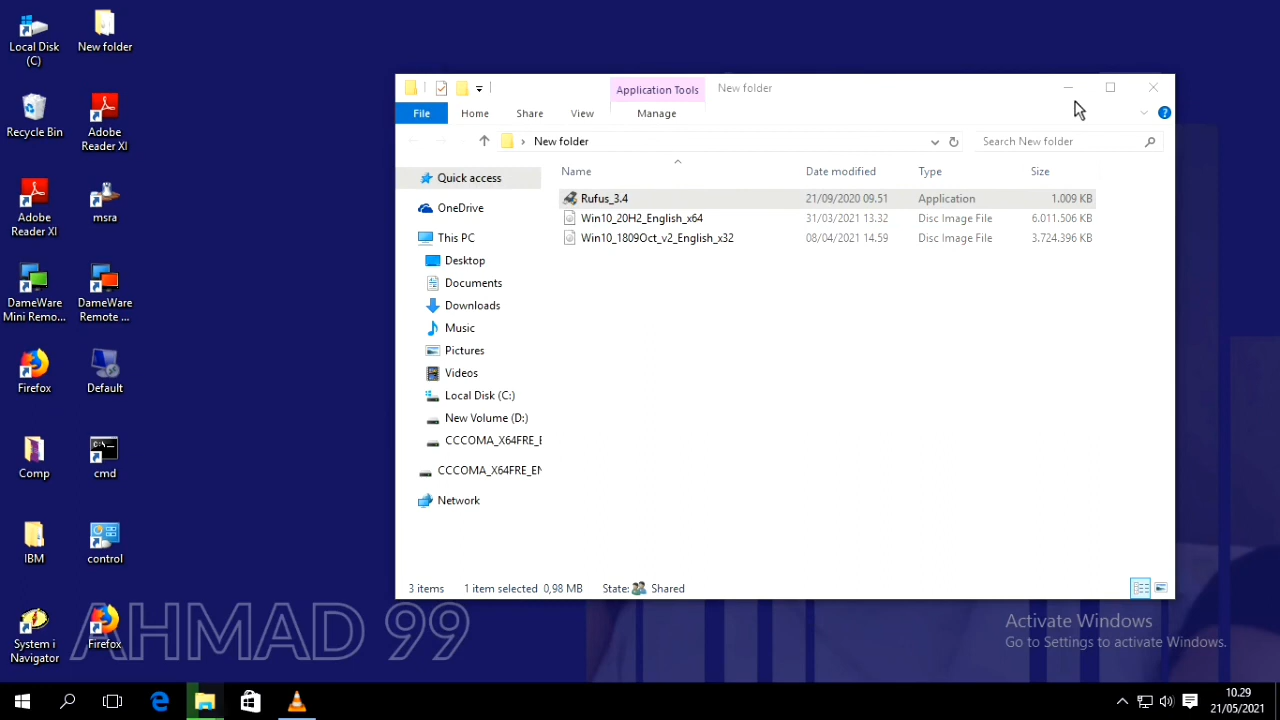 Local Disk
(C)
New folder
Recycle Bin
Adobe
Reader XI
Adobe
Reader XI
msra
DameWare
Mini Remo...
DameWare
Remote ...
Firefox
Default
Comp
cmd
IBM
control
System i
Navigator
Firefox
AHMAD 99
Application Tools
New folder
File
Home
Share
View
Manage
New folder
Search New folder
Name
Date modified
Type
Size
Rufus_3.4
21/09/2020 09.51
Application
1.009 KB
Win10_20H2_English_x64
31/03/2021 13.32
Disc Image File
6.011.506 KB
Win10_1809Oct_v2_English_x32
08/04/2021 14.59
Disc Image File
3.724.396 KB
Quick access
OneDrive
This PC
Desktop
Documents
Downloads
Music
Pictures
Videos
Local Disk (C:)
New Volume (D:)
CCCOMA_X64FRE_E
CCCOMA_X64FRE_EN
Network
3 items
1 item selected 0,98 MB
State: Shared
Activate Windows
Go to Settings to activate Windows.
10.29
21/05/2021